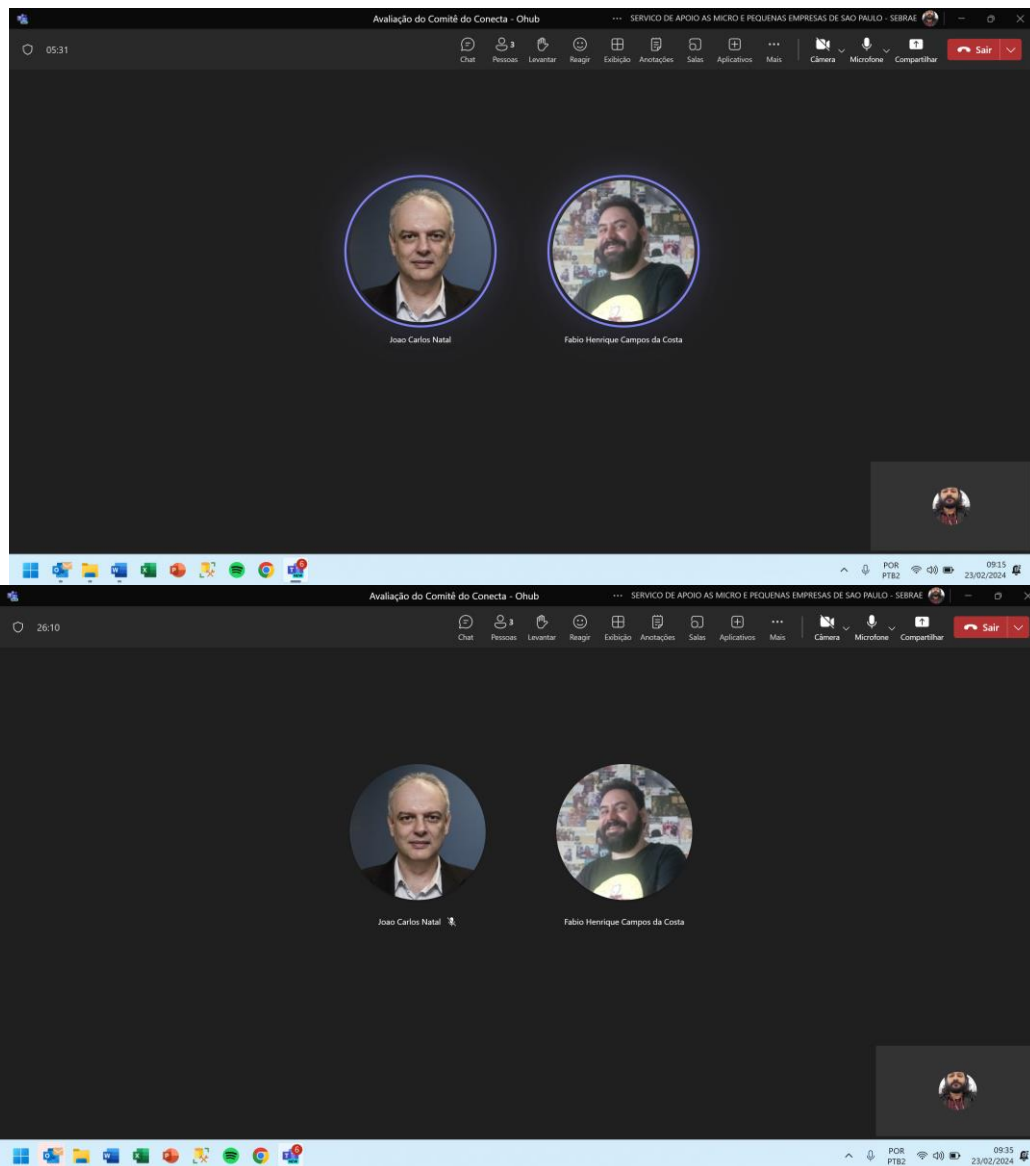 Avaliação do Comitê do Conecta - Ohub ··· SERVICO DE APOIO AS MICRO E PEQUENAS EMPRESAS DE SAO PAULO - SEBRAE
05:31
3
Chat Pessoas Levantar Reagir Exibição Anotações Salas Aplicativos Mais Câmera Microfone Compartilhar Sair
Joao Carlos Natal Fabio Henrique Campos da Costa
6
POR 09:15
PTB2 23/02/2024
Avaliação do Comitê do Conecta - Ohub ··· SERVICO DE APOIO AS MICRO E PEQUENAS EMPRESAS DE SAO PAULO - SEBRAE
26:10
3
Chat Pessoas Levantar Reagir Exibição Anotações Salas Aplicativos Mais Câmera Microfone Compartilhar Sair
Joao Carlos Natal Fabio Henrique Campos da Costa
6
POR 09:35
PTB2 23/02/2024